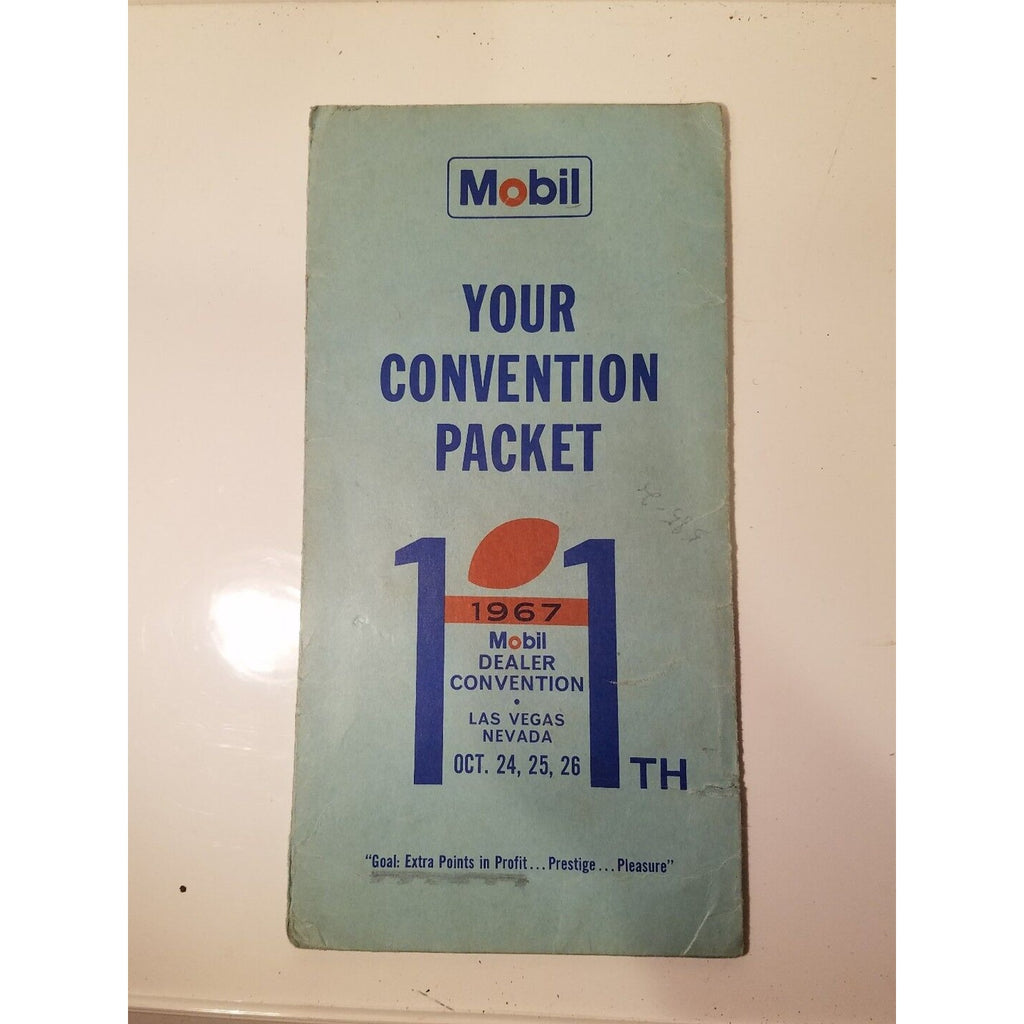 Mobil
YOUR
CONVENTION
PACKET
11TH
1967
Mobil
DEALER
CONVENTION
•
LAS VEGAS
NEVADA
OCT. 24, 25, 26
"Goal: Extra Points in Profit... Prestige... Pleasure"